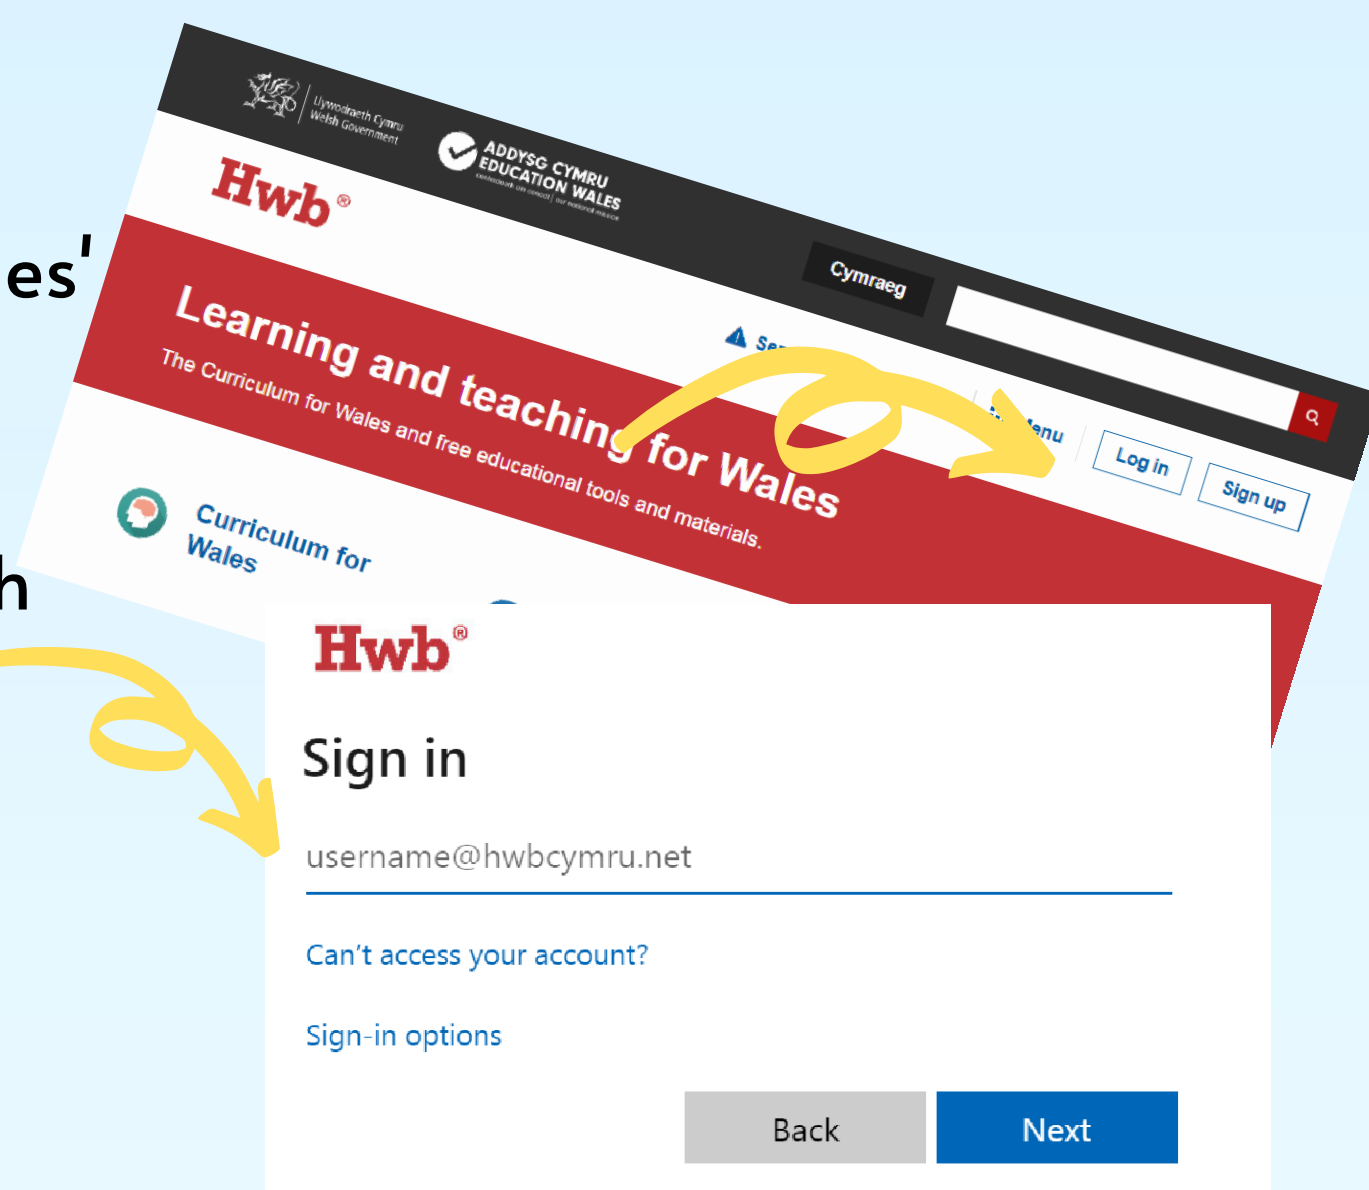 Llywodraeth Cymru
Welsh Government
ADDYSG CYMRU
EDUCATION WALES
Hwb®
Cymraeg
es'
Learning and teaching for Wales
The Curriculum for Wales and free educational tools and materials.
Log in
Sign up
Curriculum for
Wales
h
Hwb®
Sign in
username@hwbcymru.net
Can't access your account?
Sign-in options
Back
Next